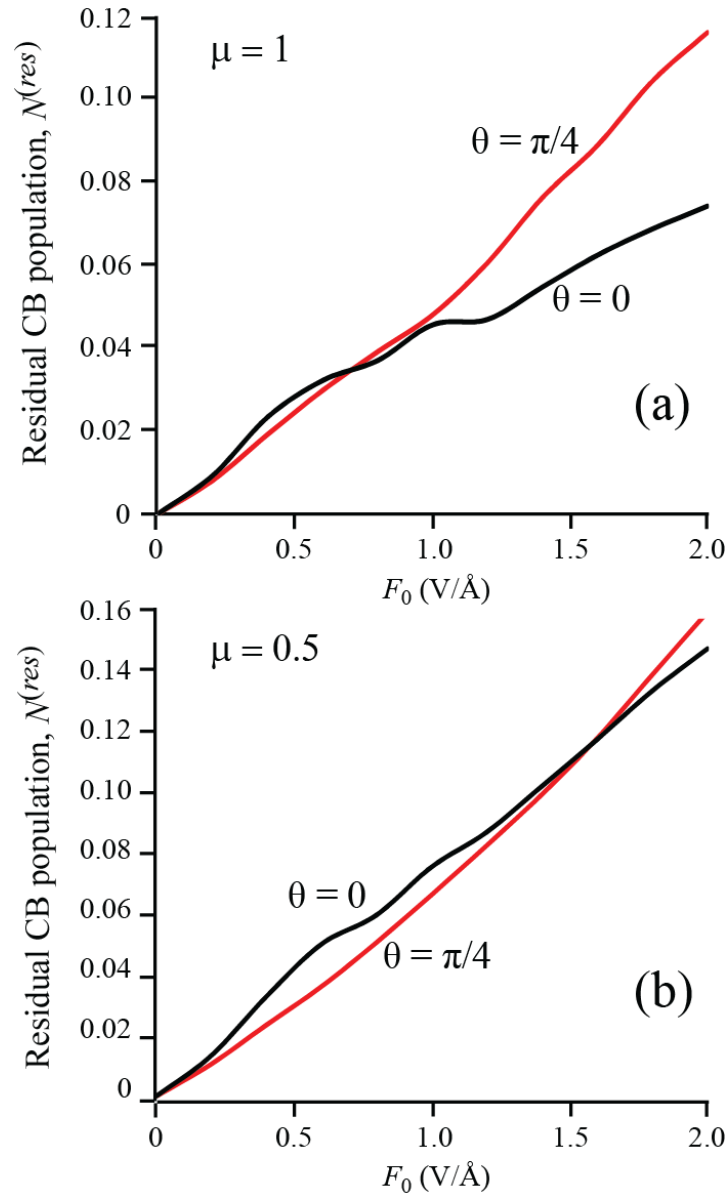 0.12
μ = 1
0.10
θ = π/4
0.08
0.06
θ = 0
0.04
(a)
0.02
0
0 0.5 1.0 1.5 2.0
F0 (V/Å)
Residual CB population, N(res)
0.16
μ = 0.5
0.14
0.12
0.10
0.08
θ = 0
0.06
θ = π/4
0.04
(b)
0.02
0
0 0.5 1.0 1.5 2.0
F0 (V/Å)
Residual CB population, N(res)